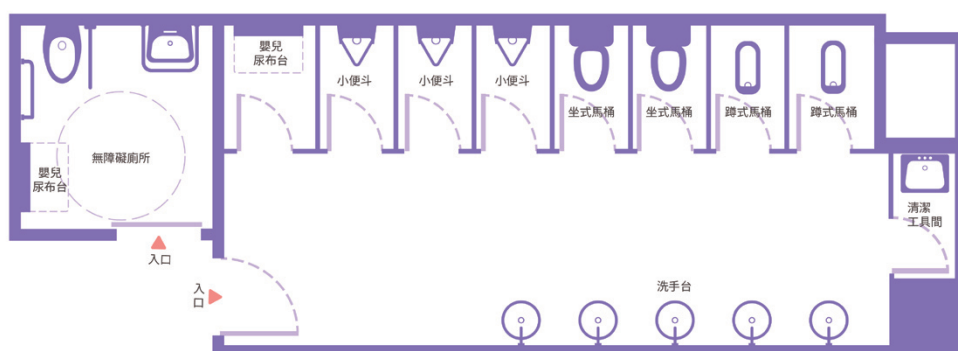 嬰兒
尿布台
小便斗
小便斗
小便斗
坐式馬桶
坐式馬桶
蹲式馬桶
蹲式馬桶
無障礙廁所
嬰兒
尿布台
清潔
工具間
入口
入
口
洗手台